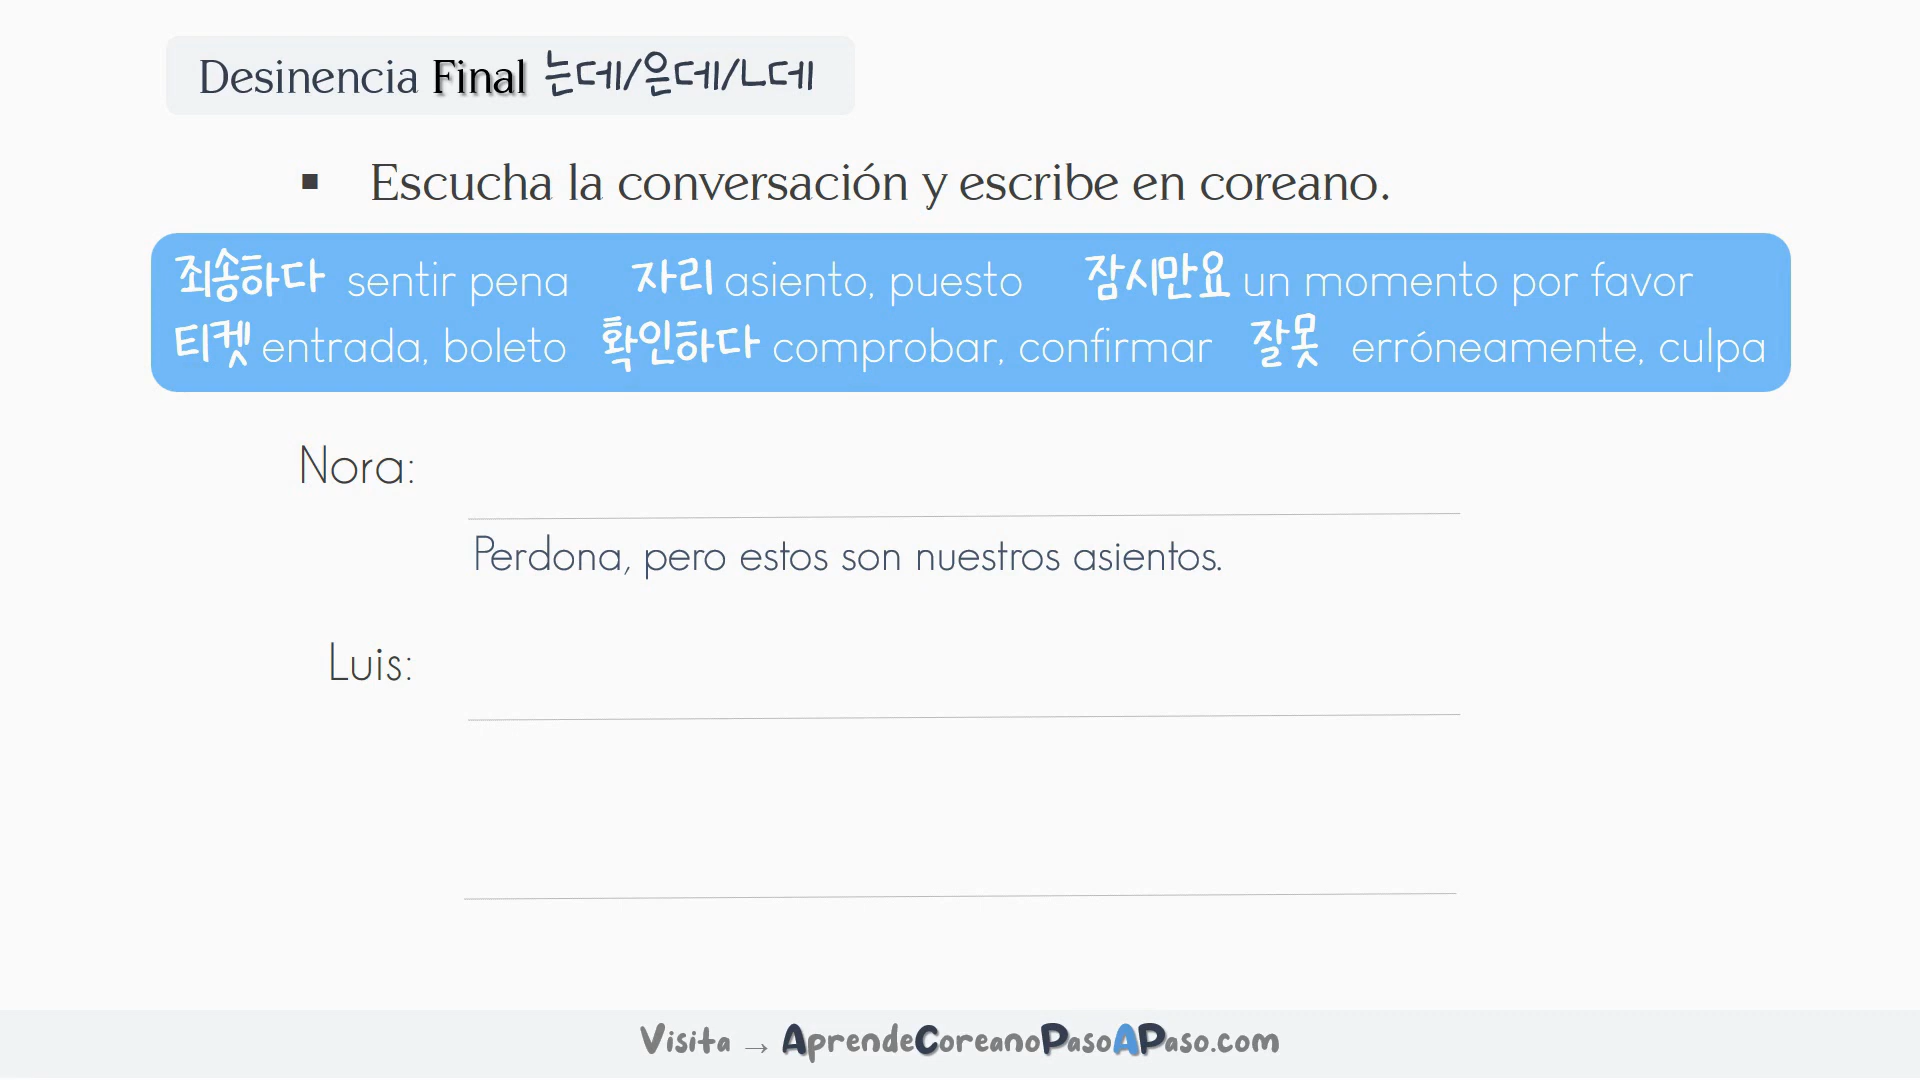 Desinencia Final 는데/은데/ㄴ데
▪ Escucha la conversación y escribe en coreano.
죄송하다 sentir pena 자리 asiento, puesto 잠시만요 un momento por favor
티켓 entrada, boleto 확인하다 comprobar, confirmar 잘못 erróneamente, culpa
Nora:
Perdona, pero estos son nuestros asientos.
Luis:
Visita → AprendeCoreanoPasoAPaso.com